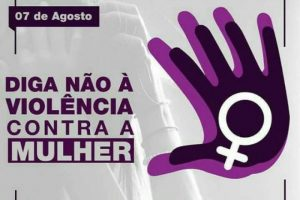 07 de Agosto
DIGA NÃO À
VIOLÊNCIA
CONTRA A
MULHER